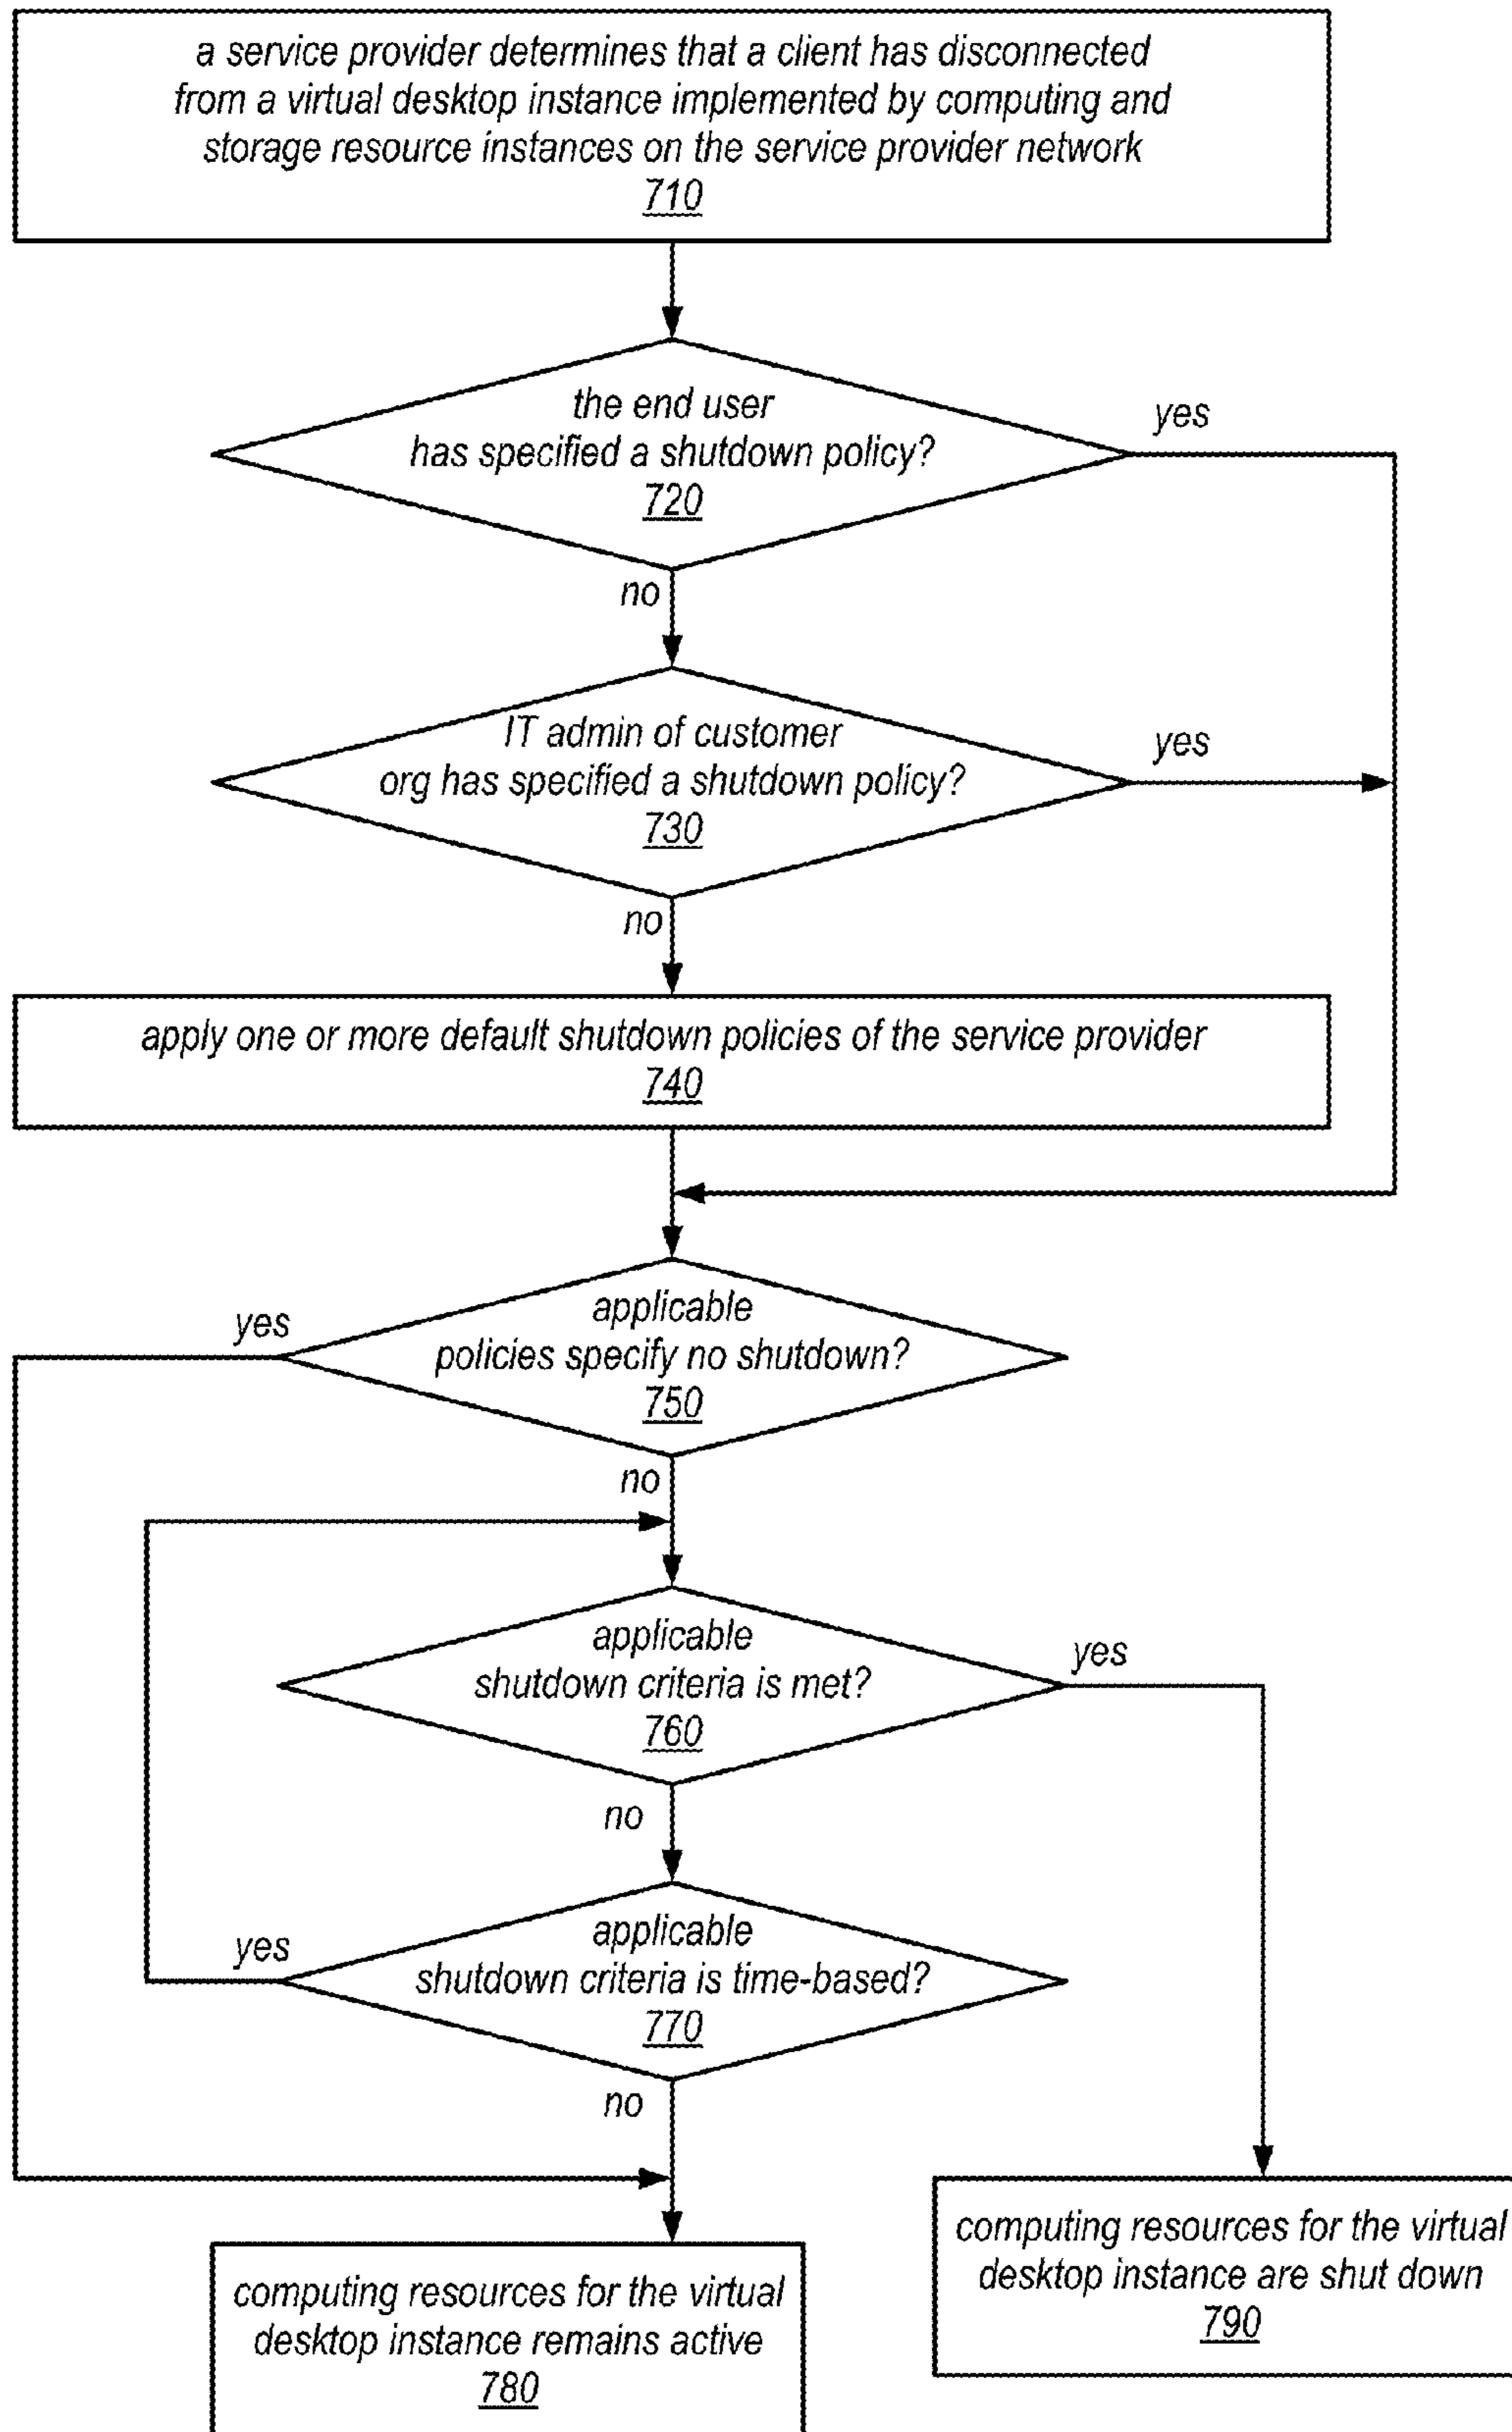 a service provider determines that a client has disconnected
from a virtual desktop instance implemented by computing and
storage resource instances on the service provider network
710
the end user
has specified a shutdown policy?
720
yes
no
IT admin of customer
org has specified a shutdown policy?
730
yes
no
apply one or more default shutdown policies of the service provider
740
applicable
policies specify no shutdown?
750
yes
no
applicable
shutdown criteria is met?
760
yes
no
applicable
shutdown criteria is time-based?
770
yes
no
computing resources for the virtual
desktop instance are shut down
790
computing resources for the virtual
desktop instance remains active
780